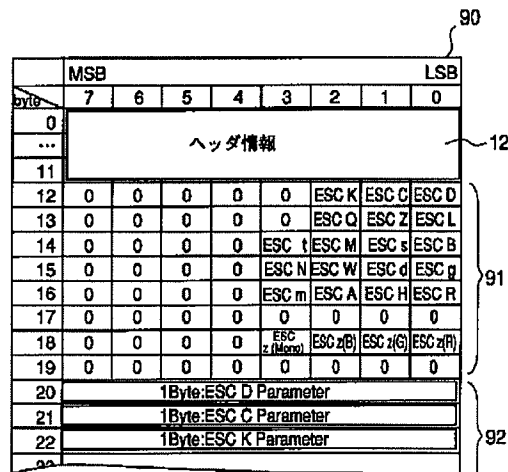 90
MSB LSB
byte 7 6 5 4 3 2 1 0
0
... ヘッダ情報 12
11
12 0 0 0 0 0 ESC K ESC C ESC D
13 0 0 0 0 0 ESC Q ESC Z ESC L
14 0 0 0 0 ESC t ESC M ESC s ESC B
15 0 0 0 0 ESC N ESC W ESC d ESC g
91
16 0 0 0 0 ESC m ESC A ESC H ESC R
17 0 0 0 0 0 0 0 0
18 0 0 0 0 ESC z (Mono) ESC z(B) ESC z(G) ESC z(R)
19 0 0 0 0 0 0 0 0
20 1Byte:ESC D Parameter
21 1Byte:ESC C Parameter
92
22 1Byte:ESC K Parameter